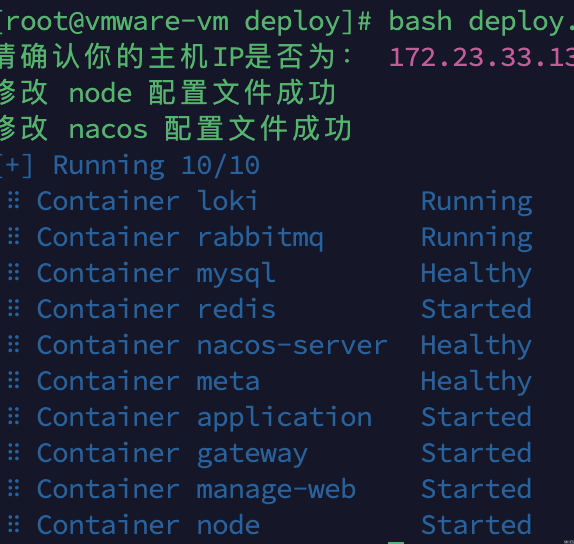 [root@vmware-vm deploy]# bash deploy.
请确认你的主机IP是否为： 172.23.33.13
修改 node 配置文件成功
修改 nacos 配置文件成功
[+] Running 10/10
⠿ Container loki Running
⠿ Container rabbitmq Running
⠿ Container mysql Healthy
⠿ Container redis Started
⠿ Container nacos-server Healthy
⠿ Container meta Healthy
⠿ Container application Started
⠿ Container gateway Started
⠿ Container manage-web Started
⠿ Container node Started